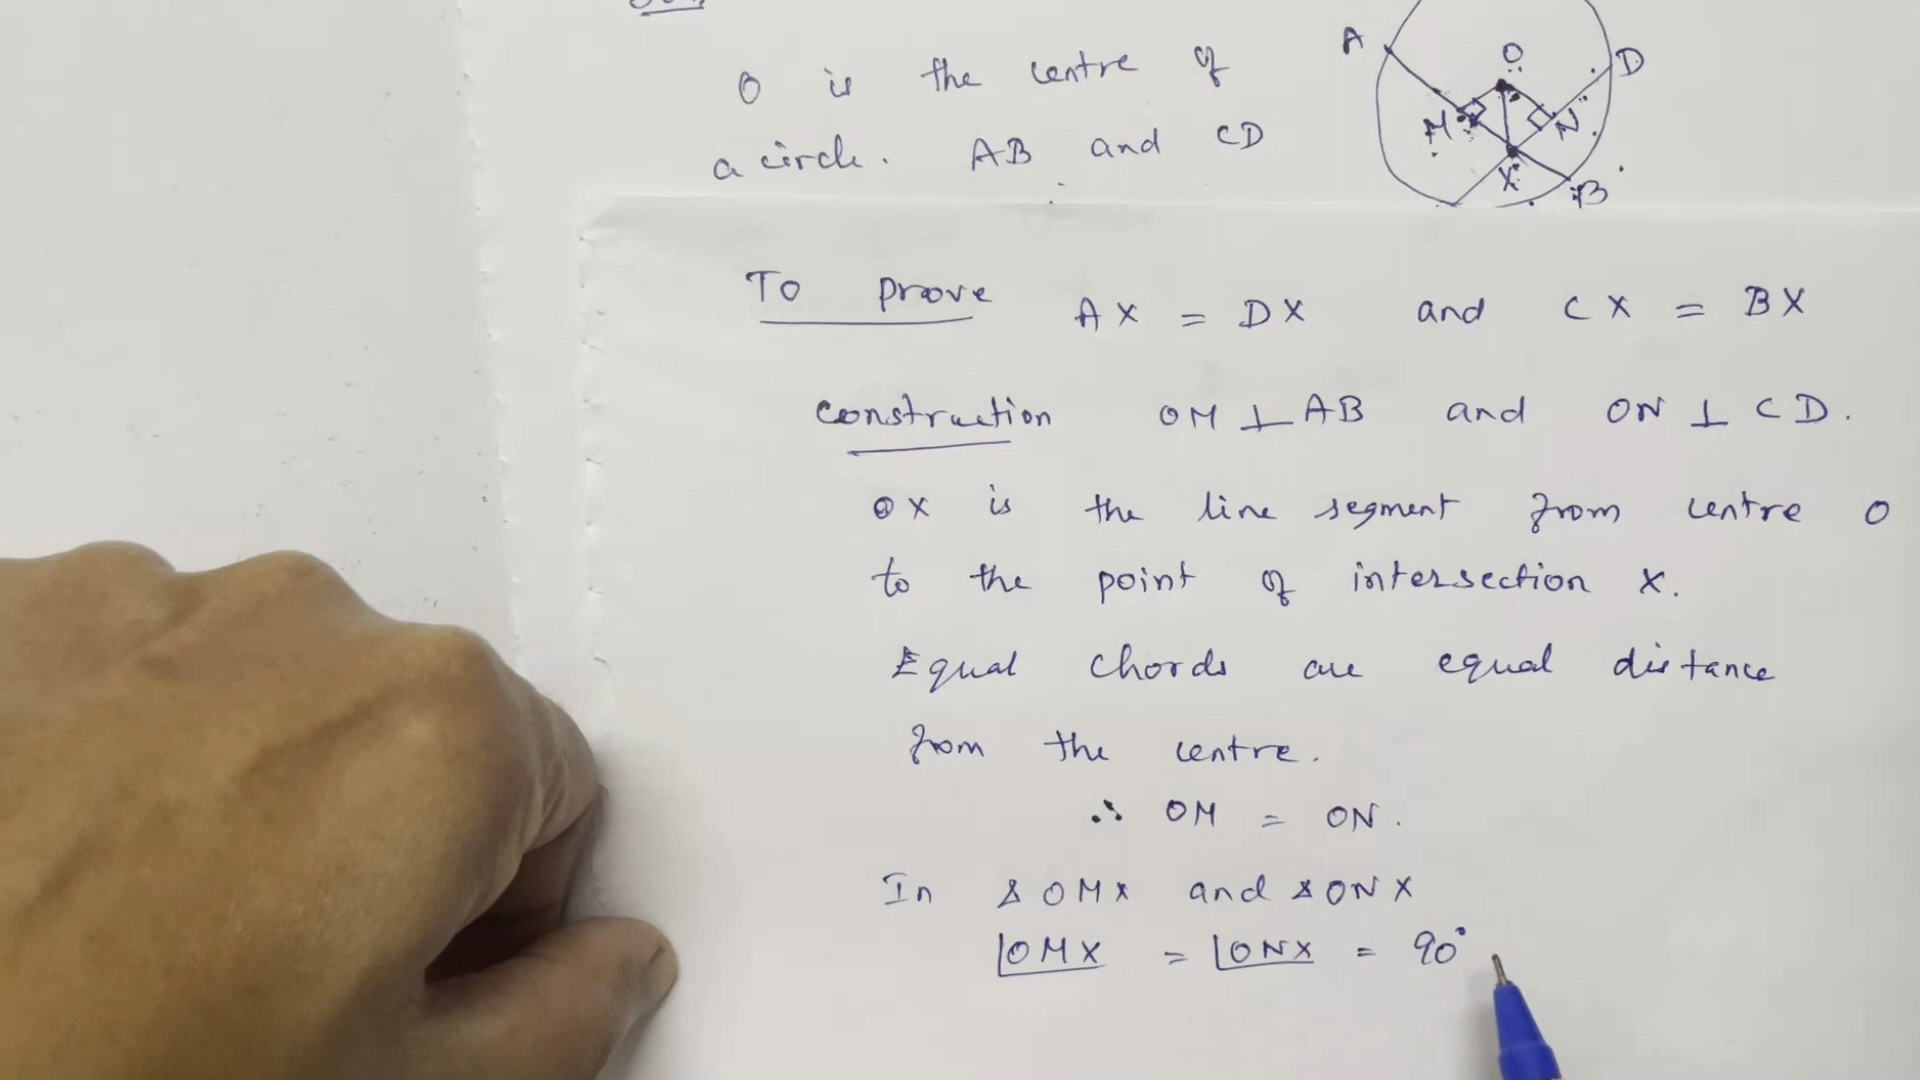 O is the centre of
a circle. AB and CD
A
O
D
M
N
X
B
To prove AX = DX and CX = BX
construction OM ⊥ AB and ON ⊥ CD.
OX is the line segment from centre O
to the point of intersection X.
Equal chords are equal distance
from the centre.
∴ OM = ON.
In △ OMX and △ ONX
∠OMX = ∠ONX = 90°